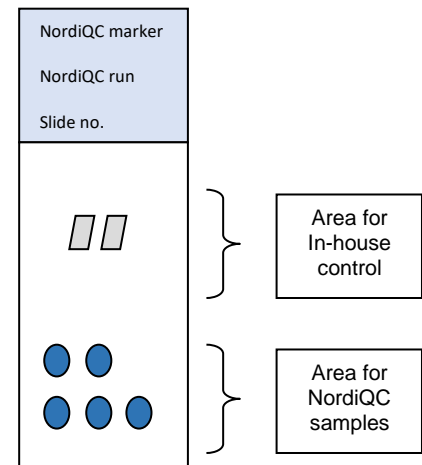 NordiQC marker
NordiQC run
Slide no.
Area for
In-house
control
Area for
NordiQC
samples